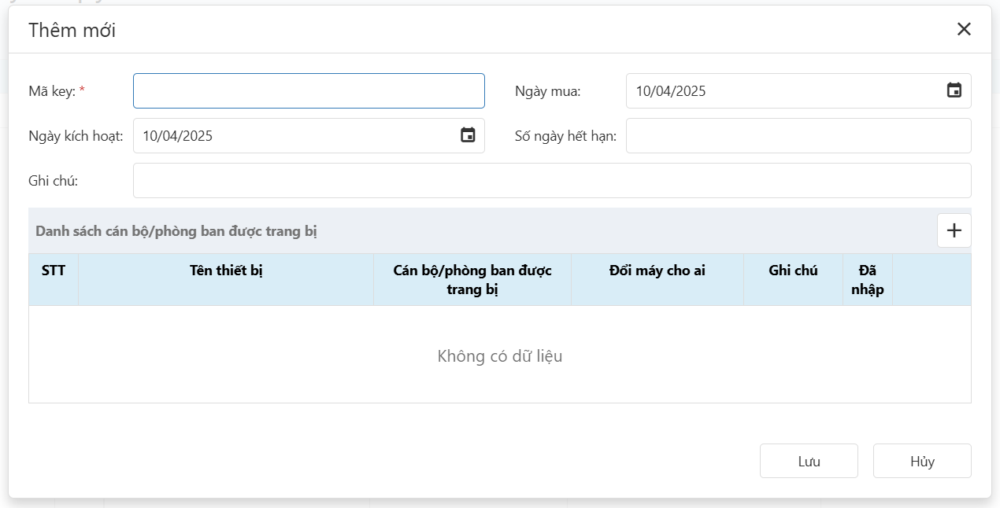 Thêm mới
Mã key: *
Ngày mua: 10/04/2025
Ngày kích hoạt: 10/04/2025
Số ngày hết hạn:
Ghi chú:
Danh sách cán bộ/phòng ban được trang bị
STT
Tên thiết bị
Cán bộ/phòng ban được
trang bị
Đổi máy cho ai
Ghi chú
Đã
nhập
Không có dữ liệu
Lưu
Hủy